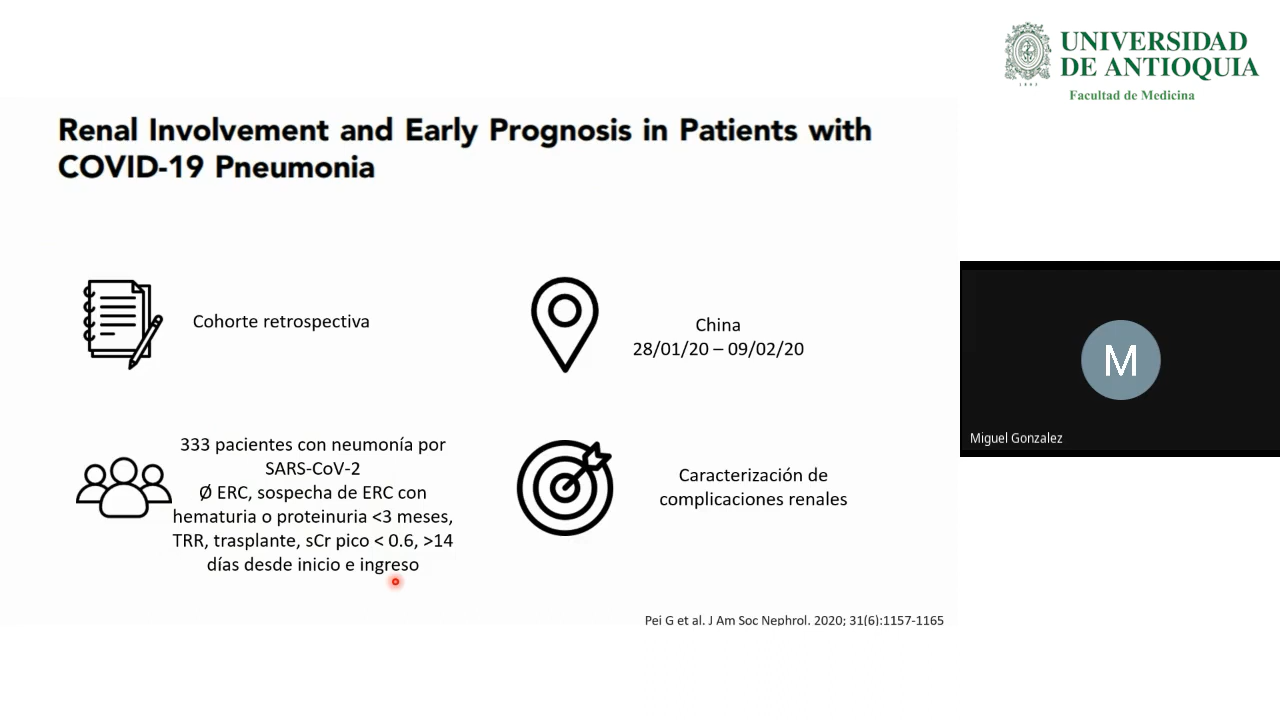 UNIVERSIDAD
DE ANTIOQUIA
1803
Facultad de Medicina
Renal Involvement and Early Prognosis in Patients with
COVID-19 Pneumonia
Cohorte retrospectiva
China
28/01/20 – 09/02/20
333 pacientes con neumonía por
SARS-CoV-2
Ø ERC, sospecha de ERC con
hematuria o proteinuria <3 meses,
TRR, trasplante, sCr pico < 0.6, >14
días desde inicio e ingreso
Caracterización de
complicaciones renales
Pei G et al. J Am Soc Nephrol. 2020; 31(6):1157-1165
M
Miguel Gonzalez